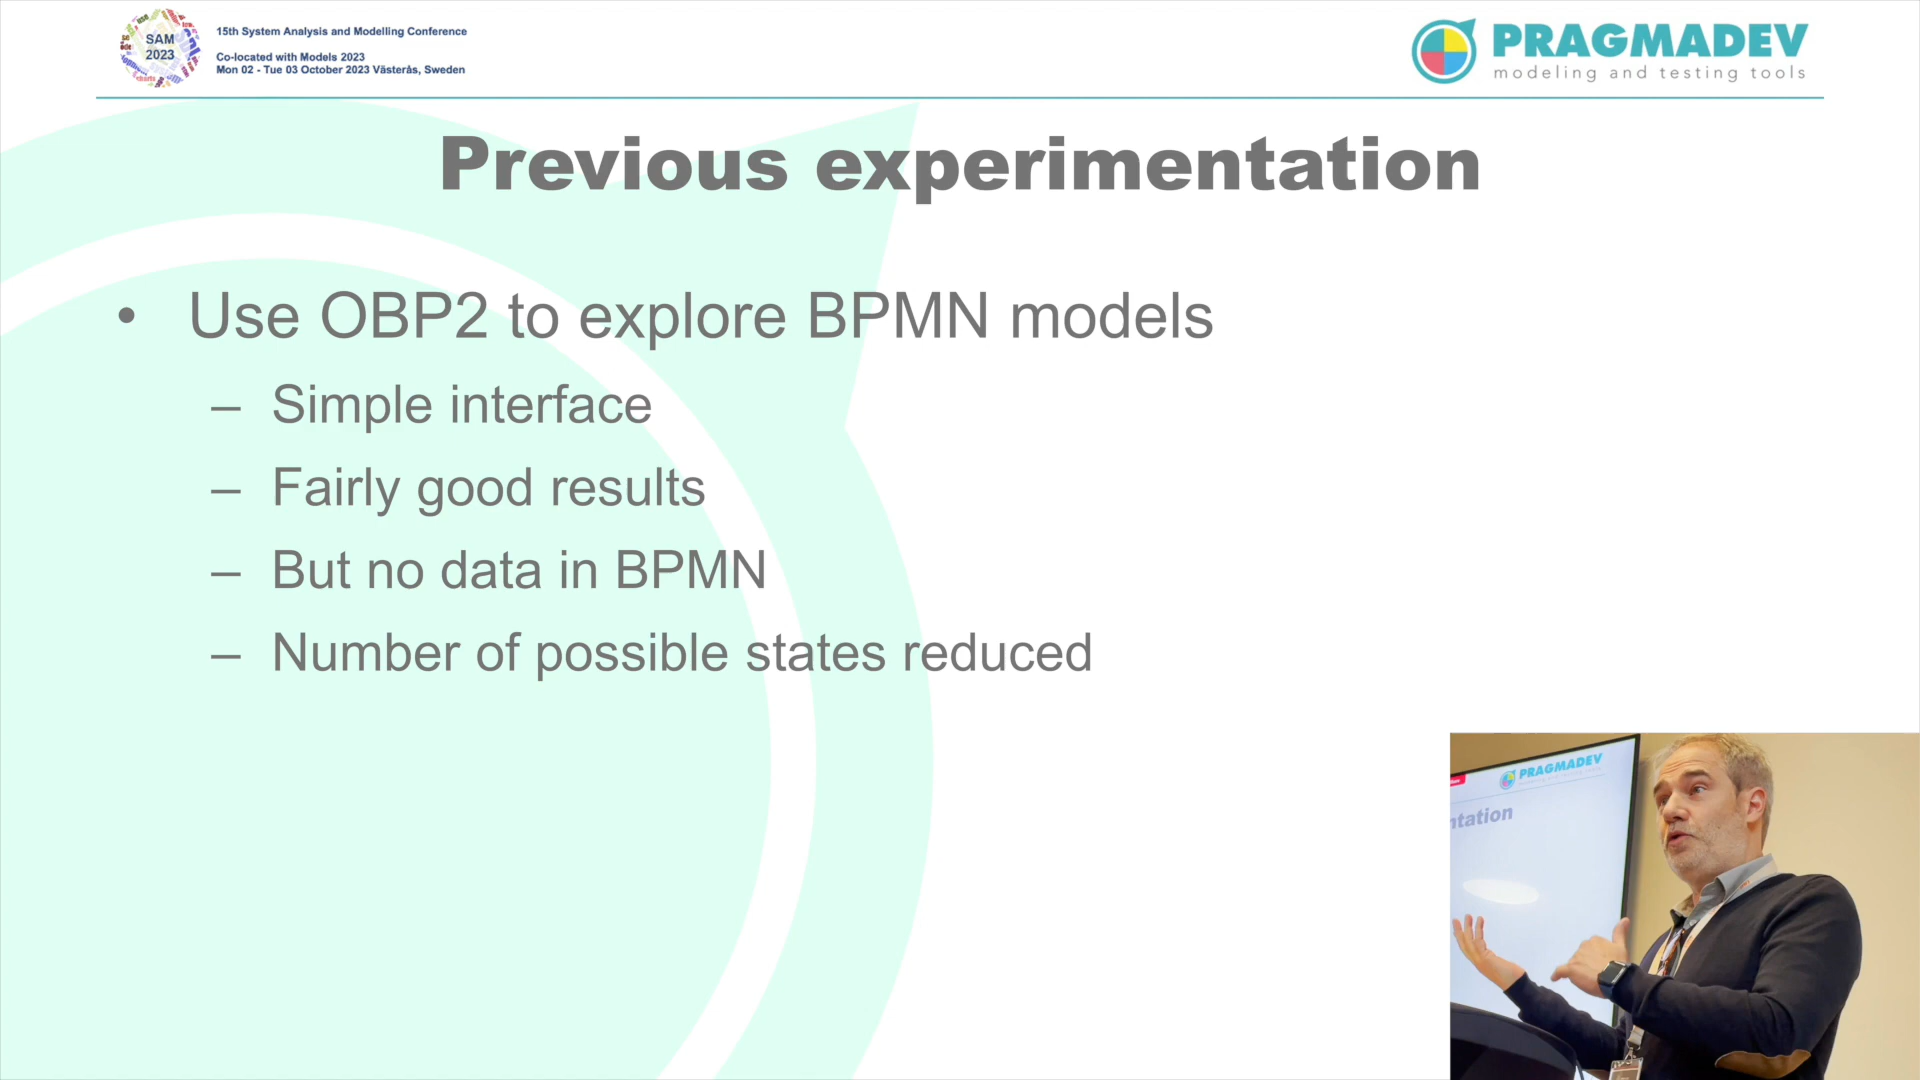 SAM
2023
15th System Analysis and Modelling Conference
Co-located with Models 2023
Mon 02 - Tue 03 October 2023 Västerås, Sweden
PRAGMADEV
modeling and testing tools
Previous experimentation
• Use OBP2 to explore BPMN models
– Simple interface
– Fairly good results
– But no data in BPMN
– Number of possible states reduced
PRAGMADEV
ntation